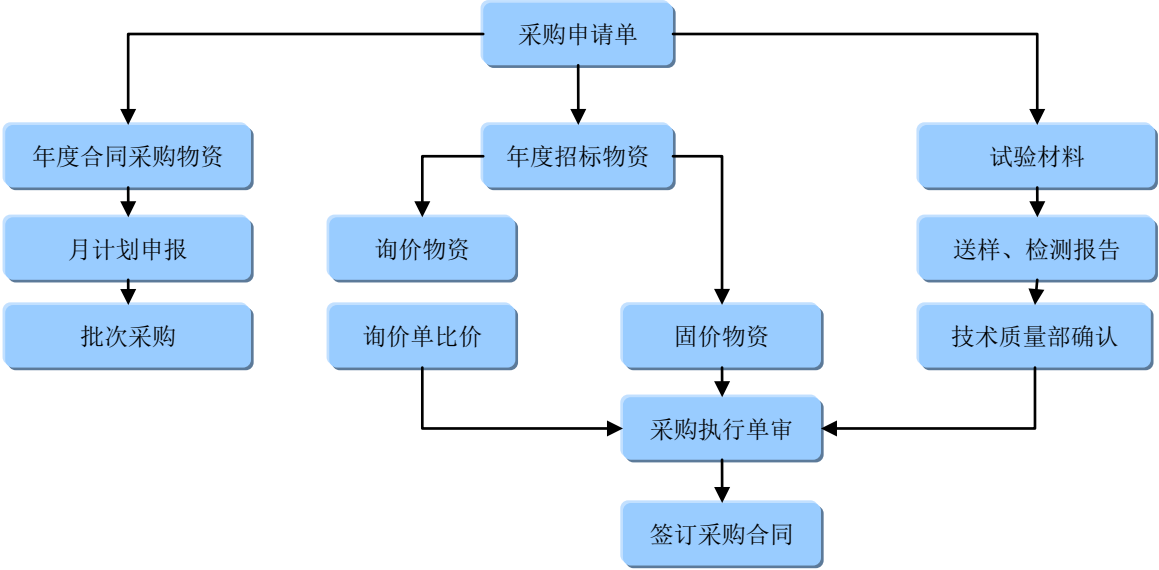 采购申请单
年度合同采购物资
年度招标物资
试验材料
月计划申报
询价物资
送样、检测报告
批次采购
询价单比价
固价物资
技术质量部确认
采购执行单审
签订采购合同